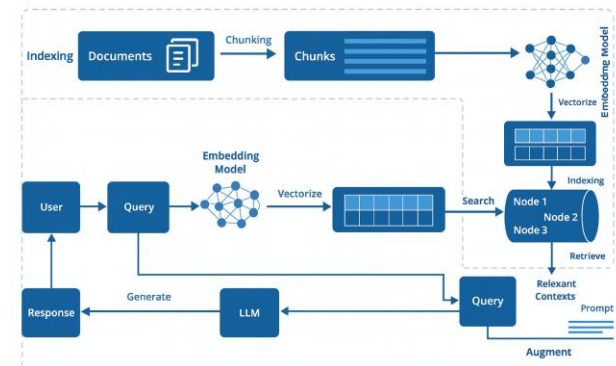 Indexing
Documents
Chunking
Chunks
Embedding Model
Vectorize
Indexing
Embedding
Model
User
Query
Vectorize
Search
Node 1
Node 2
Node 3
Retrieve
Relexant
Contexts
Response
Generate
LLM
Query
Prompt
Augment